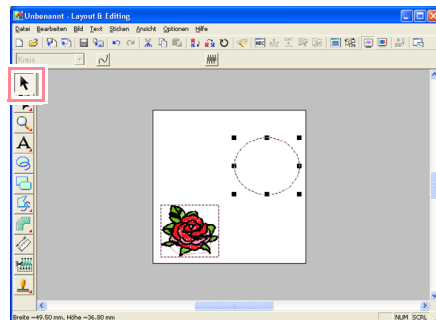 Unbenannt - Layout & Editing
Datei Bearbeiten Bild Text Sticken Ansicht Optionen Hilfe
ABC
Kreis
A
Breite -49.50 mm, Höhe -36.80 mm NUM SCRL